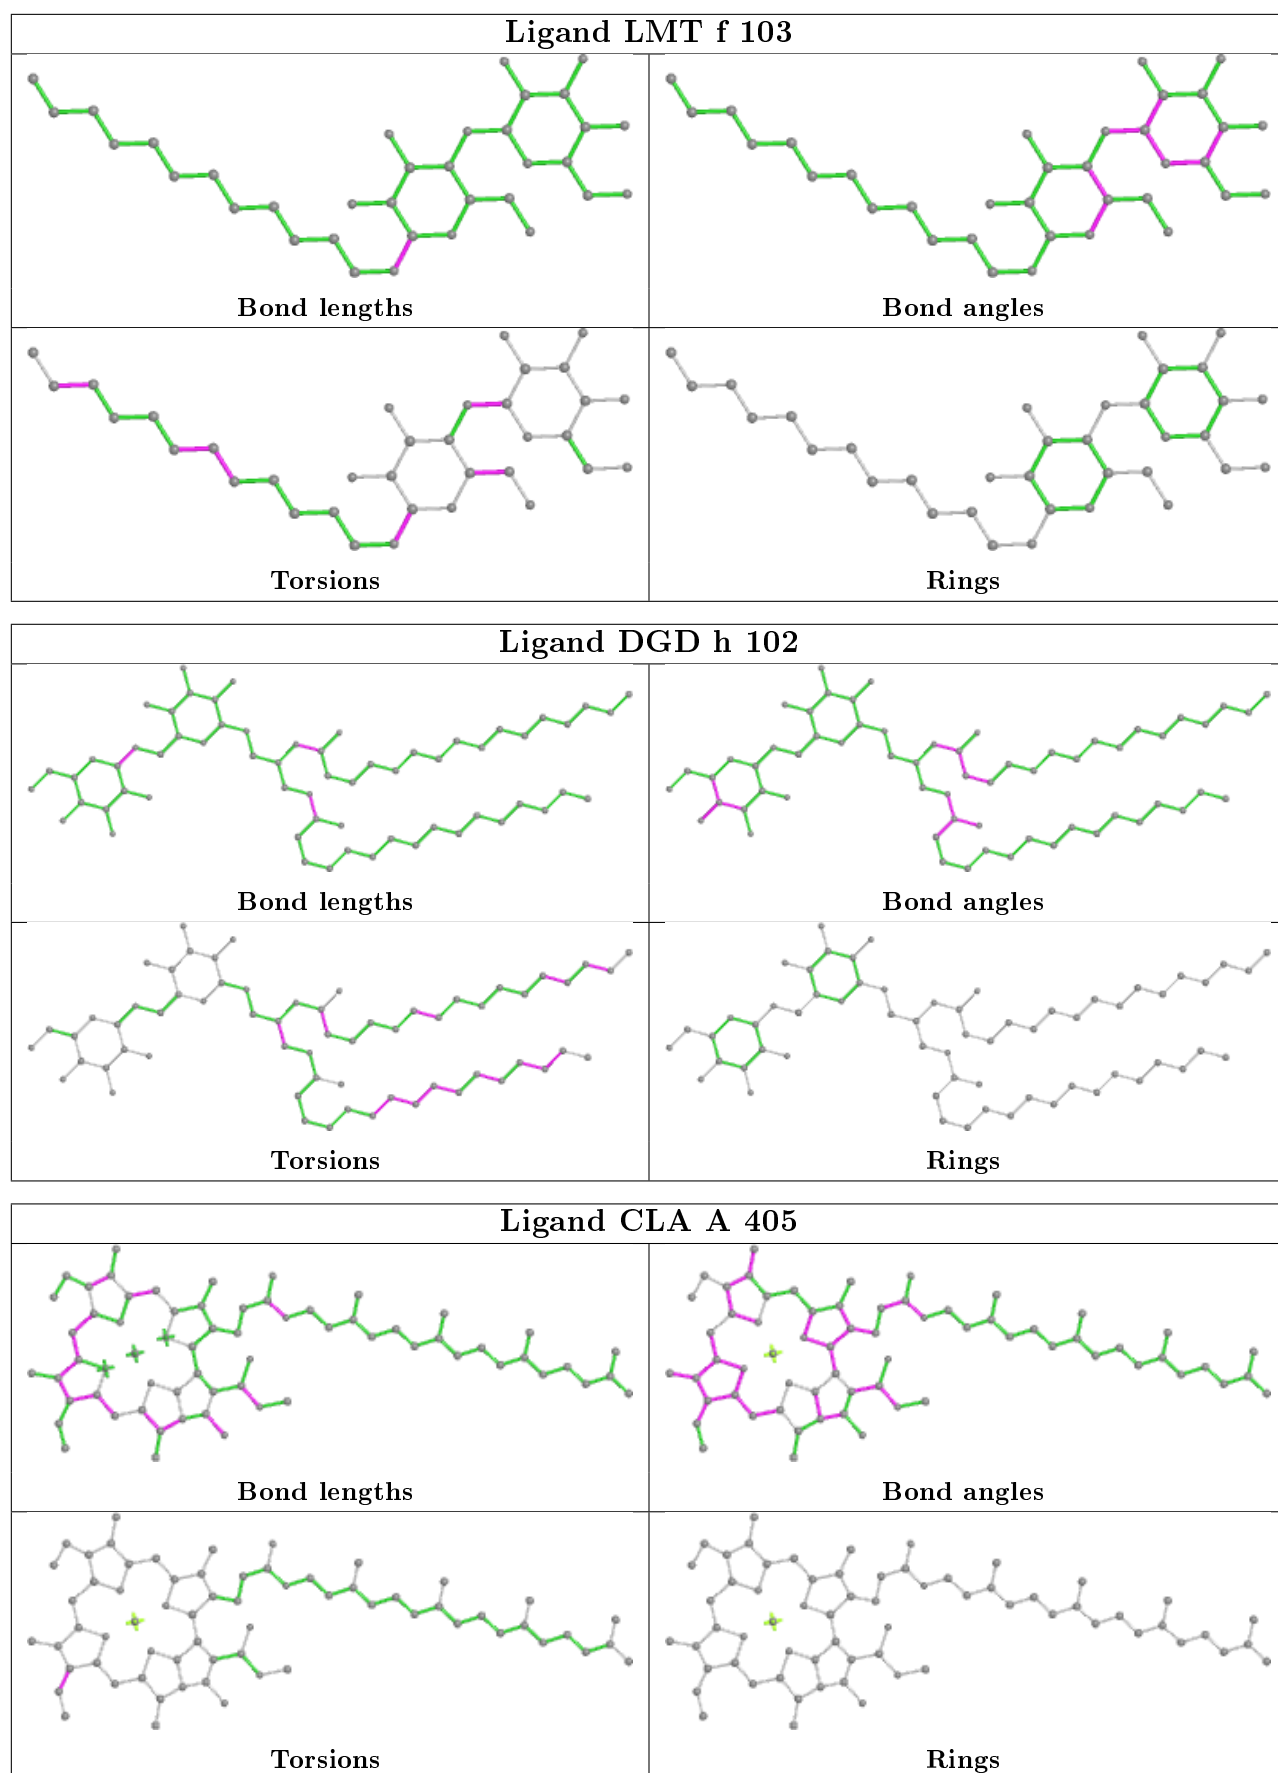 Ligand LMT f 103
Bond lengths
Bond angles
Torsions
Rings
Ligand DGD h 102
Bond lengths
Bond angles
Torsions
Rings
Ligand CLA A 405
Bond lengths
Bond angles
Torsions
Rings